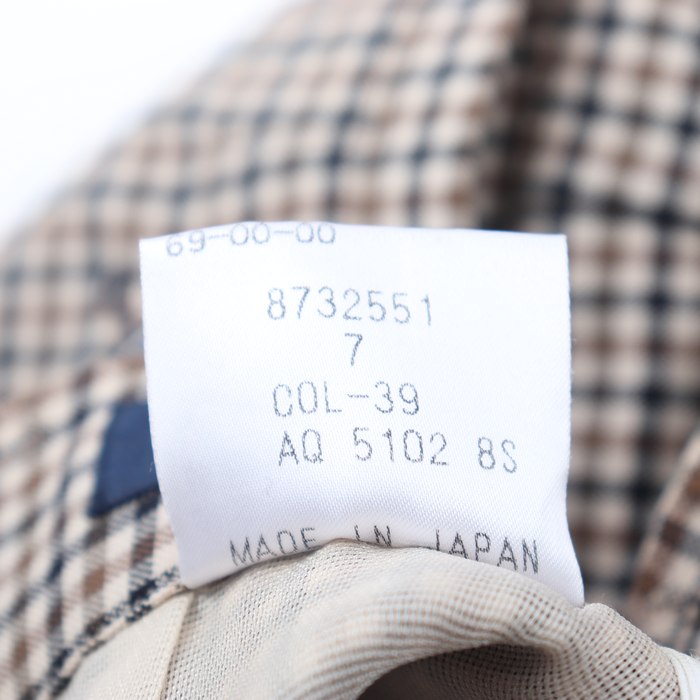 69-00-00
8732551
7
COL-39
AQ 5102 8S
MADE IN JAPAN